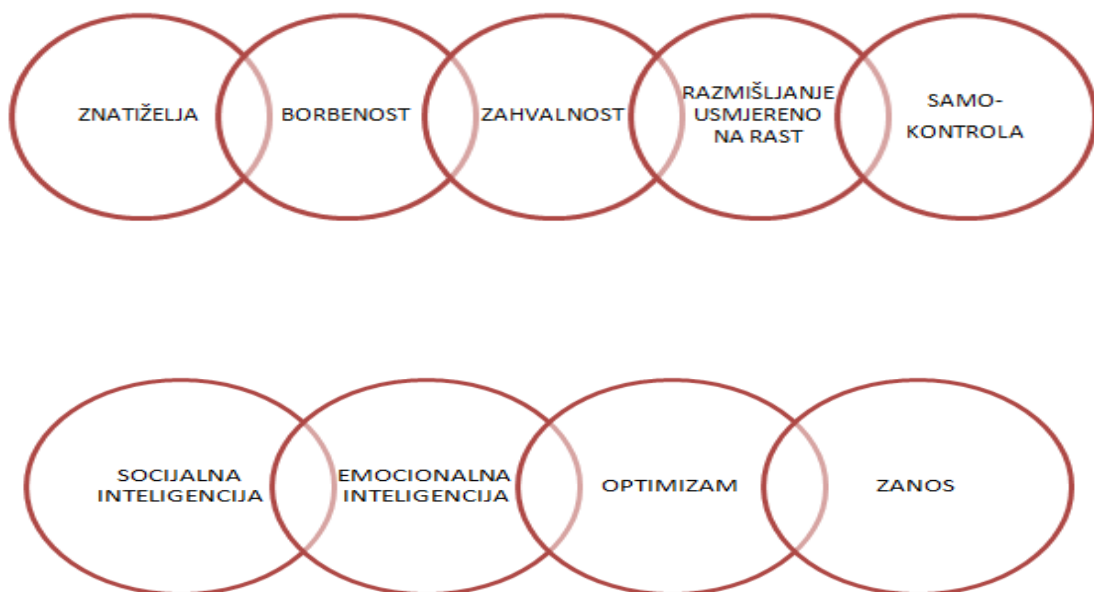 ZNATIŽELJA
BORBENOST
ZAHVALNOST
RAZMIŠLJANJE
USMJERENO
NA RAST
SAMO-
KONTROLA
SOCIJALNA
INTELIGENCIJA
EMOCIONALNA
INTELIGENCIJA
OPTIMIZAM
ZANOS